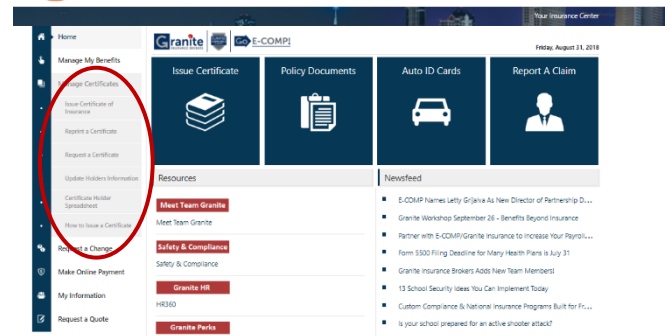 Your Insurance Center
Home
Manage My Benefits
Manage Certificates
Issue Certificate of
Insurance
Reprint a Certificate
Request a Certificate
Update Holders Information
Certificate Holder
Spreadsheet
How to Issue a Certificate
Request a Change
Make Online Payment
My Information
Request a Quote
Granite
INSURANCE BROKERS
GO E-COMP!
Friday, August 31, 2018
Issue Certificate
Policy Documents
Auto ID Cards
Report A Claim
Resources
Meet Team Granite
Meet Team Granite
Safety & Compliance
Safety & Compliance
Granite HR
HR360
Granite Perks
Newsfeed
E-COMP Names Letty Grijalva As New Director of Partnership D...
Granite Workshop September 26 - Benefits Beyond Insurance
Partner with E-COMP/Granite Insurance to Increase Your Payroll...
Form 5500 Filing Deadline for Many Health Plans is July 31
Granite Insurance Brokers Adds New Team Members!
13 School Security Ideas You Can Implement Today
Custom Compliance & National Insurance Programs Built for Fr...
Is your school prepared for an active shooter attack?